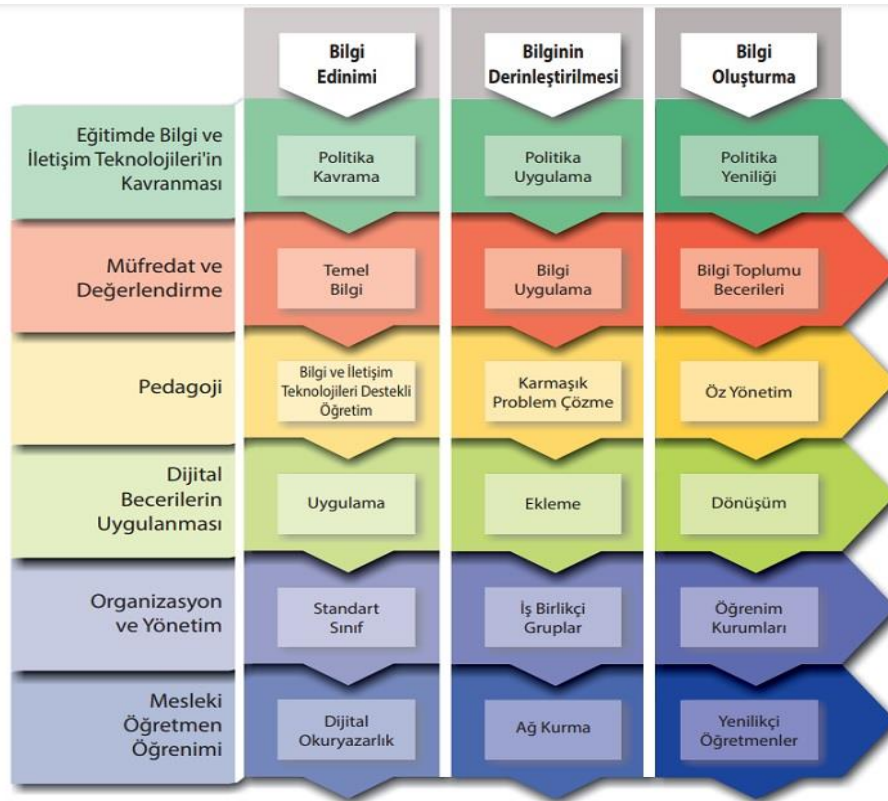 Bilgi
Edinimi
Bilginin
Derinleştirilmesi
Bilgi
Oluşturma
Eğitimde Bilgi ve
İletişim Teknolojileri'in
Kavranması
Politika
Kavrama
Politika
Uygulama
Politika
Yeniliği
Müfredat ve
Değerlendirme
Temel
Bilgi
Bilgi
Uygulama
Bilgi Toplumu
Becerileri
Pedagoji
Bilgi ve İletişim
Teknolojileri Destekli
Öğretim
Karmaşık
Problem Çözme
Öz Yönetim
Dijital
Becerilerin
Uygulanması
Uygulama
Ekleme
Dönüşüm
Organizasyon
ve Yönetim
Standart
Sınıf
İş Birlikçi
Gruplar
Öğrenim
Kurumları
Mesleki
Öğretmen
Öğrenimi
Dijital
Okuryazarlık
Ağ Kurma
Yenilikçi
Öğretmenler